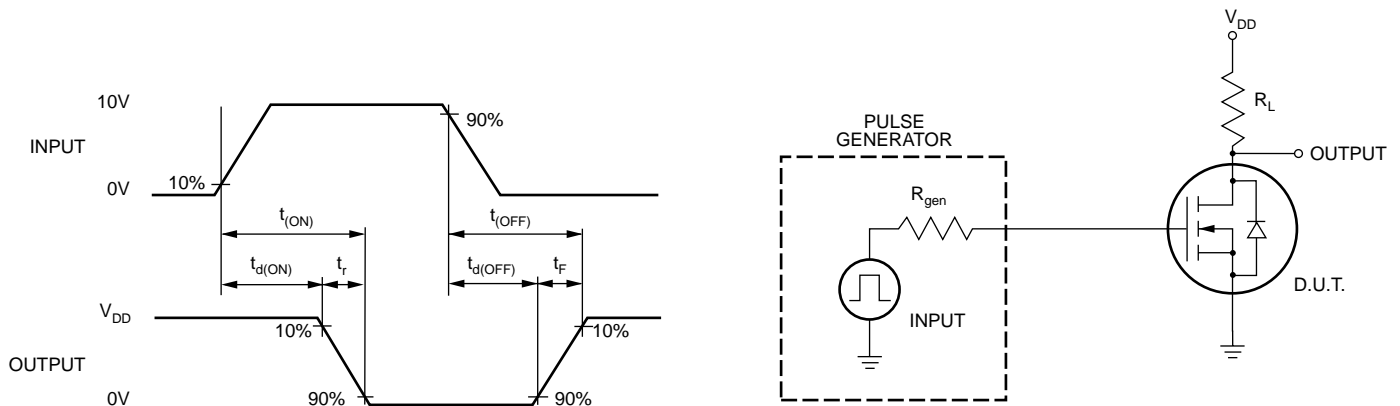 10V
INPUT
0V
10%
90%
t(ON)
t(OFF)
td(ON)
tr
td(OFF)
tF
VDD
OUTPUT
0V
10%
90%
10%
90%
PULSE
GENERATOR
Rgen
INPUT
VDD
RL
OUTPUT
D.U.T.